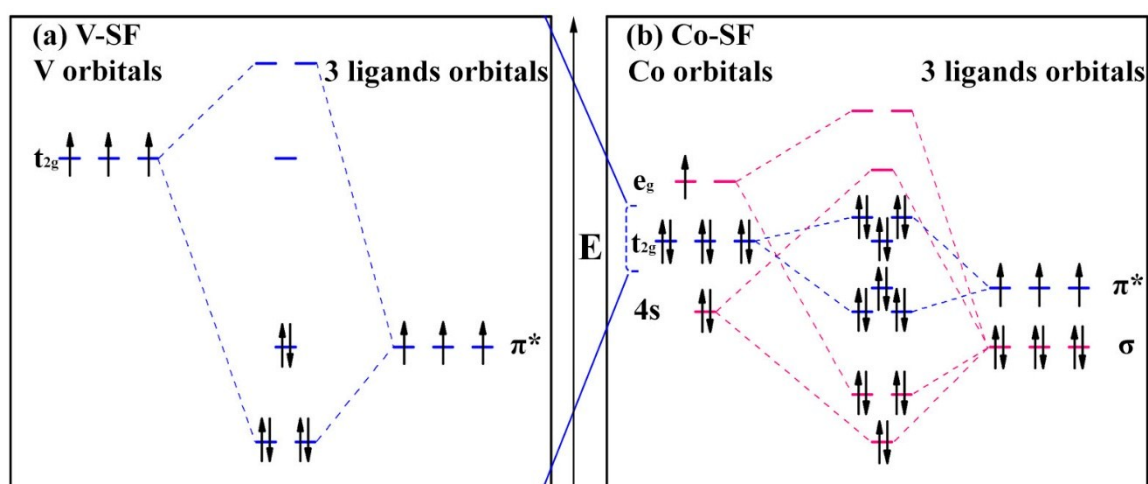 (a) V-SF
V orbitals
3 ligands orbitals
t2g
π*
E
(b) Co-SF
Co orbitals
3 ligands orbitals
eg
t2g
4s
π*
σ